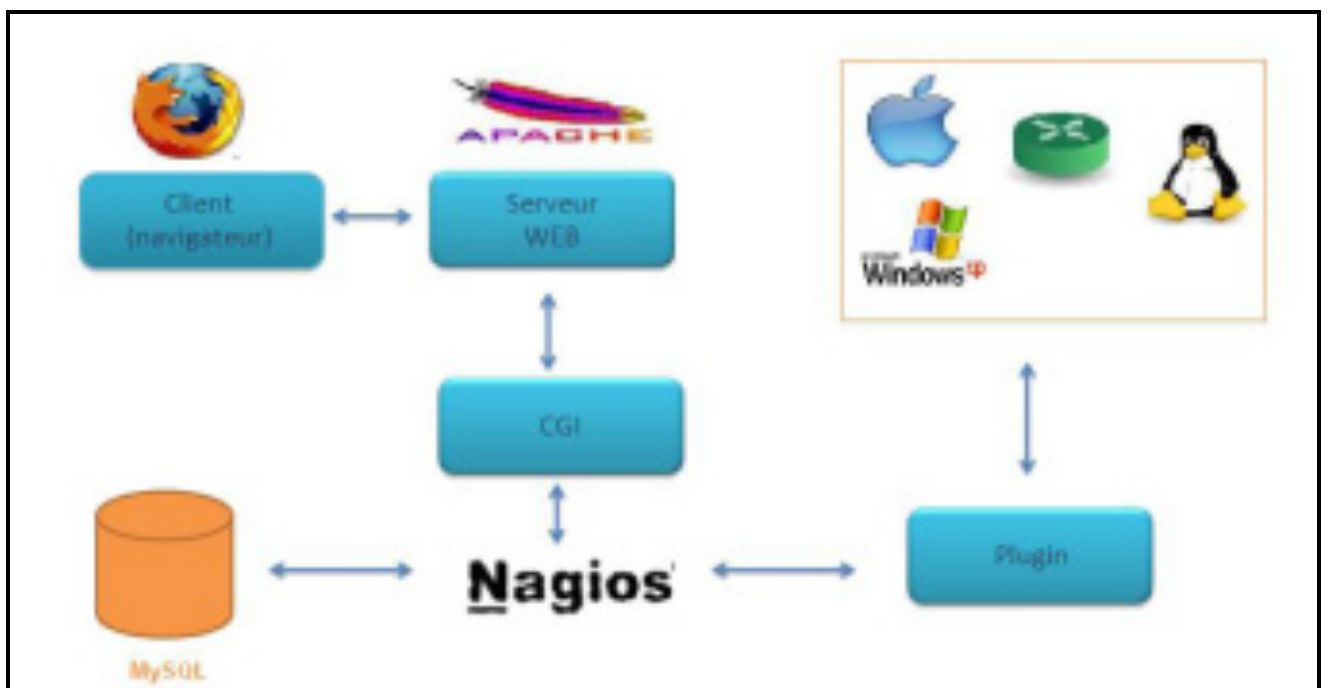 APACHE
Client
(navigateur)
Serveur
WEB
Windows xp
CGI
Nagios
Plugin
MySQL